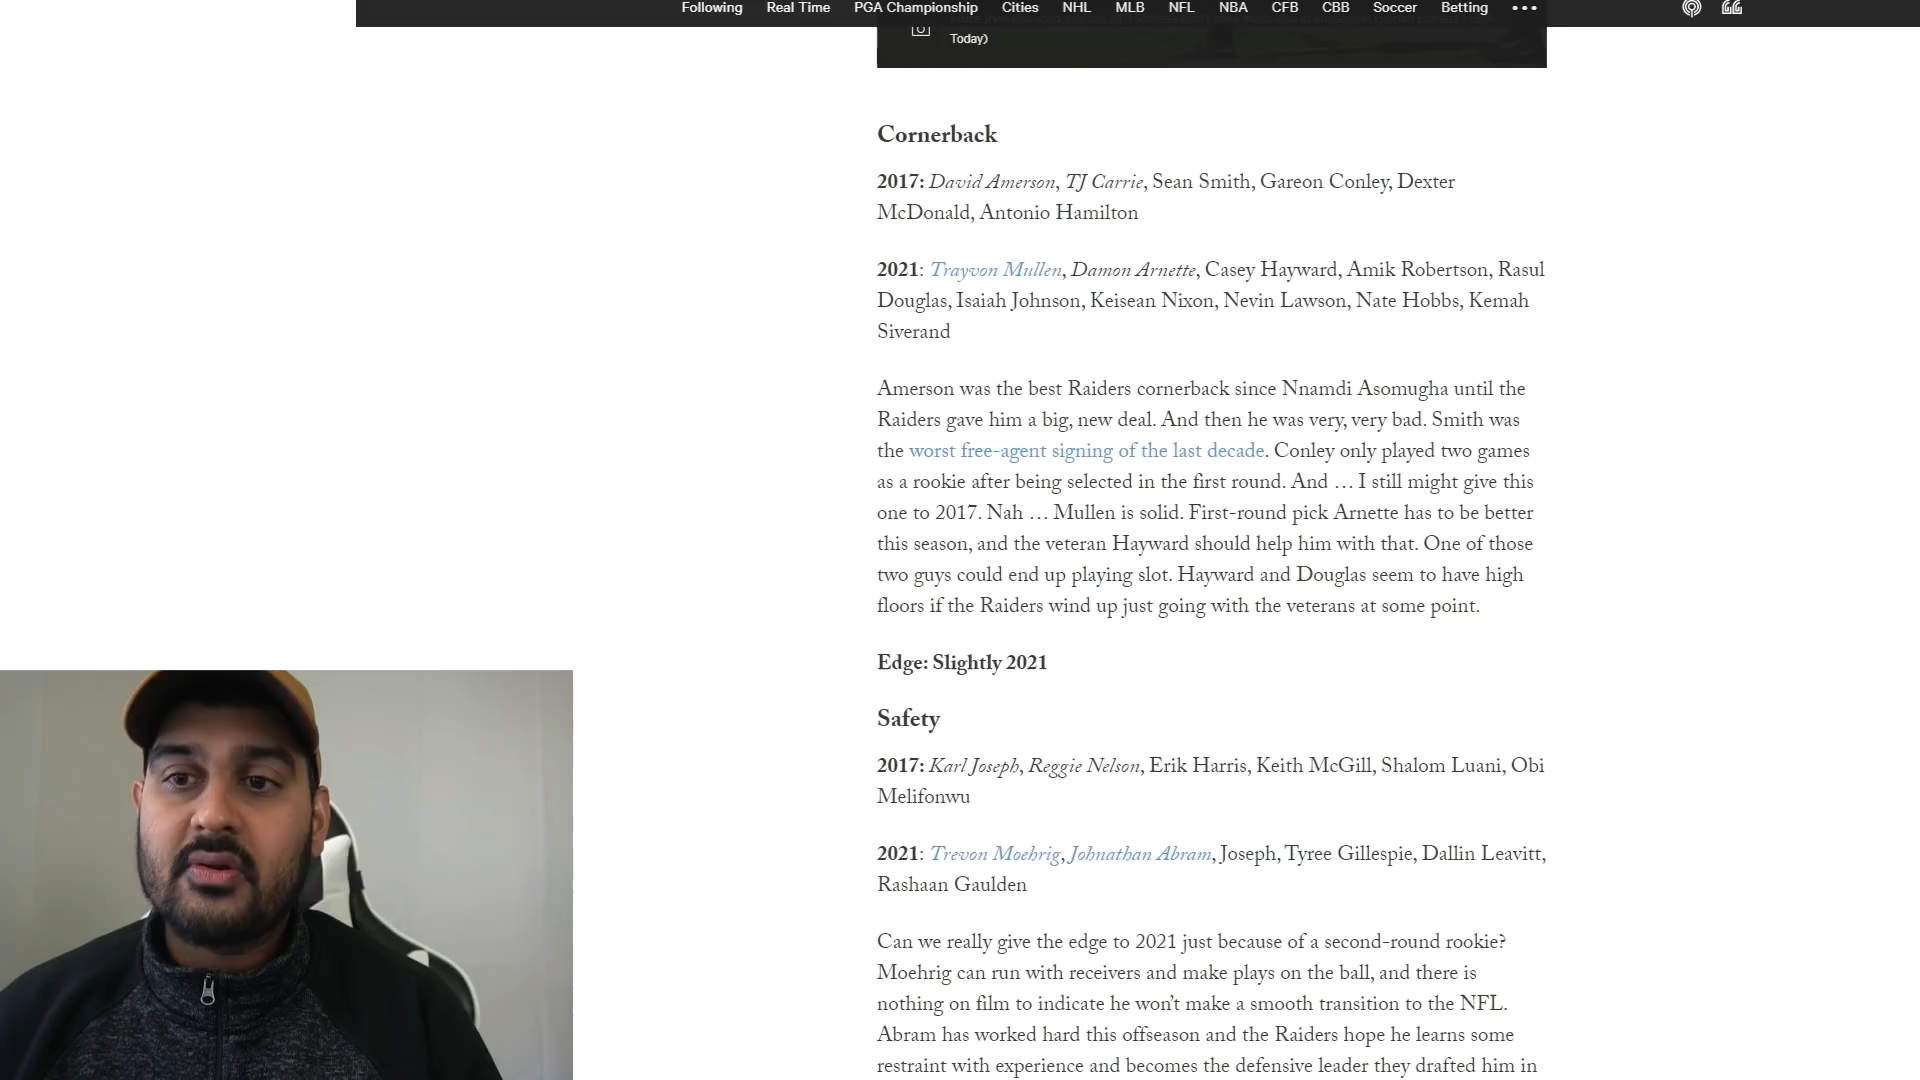 Following Real Time PGA Championship Cities NHL MLB NFL NBA CFB CBB Soccer Betting
Today)
Cornerback
2017: David Amerson, TJ Carrie, Sean Smith, Gareon Conley, Dexter
McDonald, Antonio Hamilton
2021: Trayvon Mullen, Damon Arnette, Casey Hayward, Amik Robertson, Rasul
Douglas, Isaiah Johnson, Keisean Nixon, Nevin Lawson, Nate Hobbs, Kemah
Siverand
Amerson was the best Raiders cornerback since Nnamdi Asomugha until the
Raiders gave him a big, new deal. And then he was very, very bad. Smith was
the worst free-agent signing of the last decade. Conley only played two games
as a rookie after being selected in the first round. And … I still might give this
one to 2017. Nah … Mullen is solid. First-round pick Arnette has to be better
this season, and the veteran Hayward should help him with that. One of those
two guys could end up playing slot. Hayward and Douglas seem to have high
floors if the Raiders wind up just going with the veterans at some point.
Edge: Slightly 2021
Safety
2017: Karl Joseph, Reggie Nelson, Erik Harris, Keith McGill, Shalom Luani, Obi
Melifonwu
2021: Trevon Moehrig, Johnathan Abram, Joseph, Tyree Gillespie, Dallin Leavitt,
Rashaan Gaulden
Can we really give the edge to 2021 just because of a second-round rookie?
Moehrig can run with receivers and make plays on the ball, and there is
nothing on film to indicate he won't make a smooth transition to the NFL.
Abram has worked hard this offseason and the Raiders hope he learns some
restraint with experience and becomes the defensive leader they drafted him in